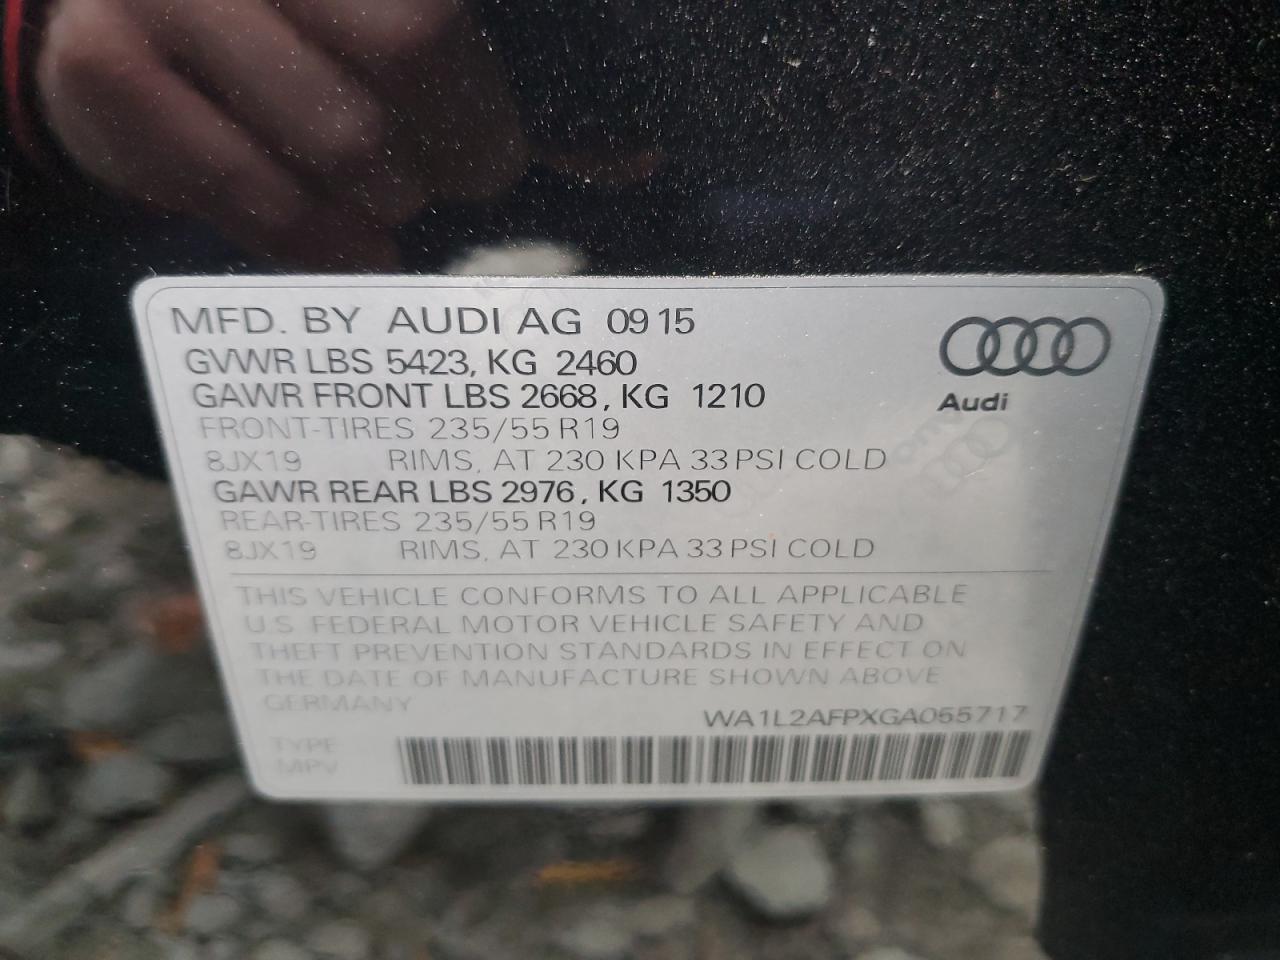 MFD. BY AUDI AG 09 15
GVWR LBS 5423, KG 2460
GAWR FRONT LBS 2668, KG 1210
FRONT-TIRES 235/55 R19
8JX19 RIMS, AT 230 KPA 33 PSI COLD
GAWR REAR LBS 2976, KG 1350
REAR-TIRES 235/55 R19
8JX19 RIMS, AT 230 KPA 33 PSI COLD
Audi
THIS VEHICLE CONFORMS TO ALL APPLICABLE
U.S. FEDERAL MOTOR VEHICLE SAFETY AND
THEFT PREVENTION STANDARDS IN EFFECT ON
THE DATE OF MANUFACTURE SHOWN ABOVE
GERMANY
WA1L2AFPXGA055717
TYPE
MPV